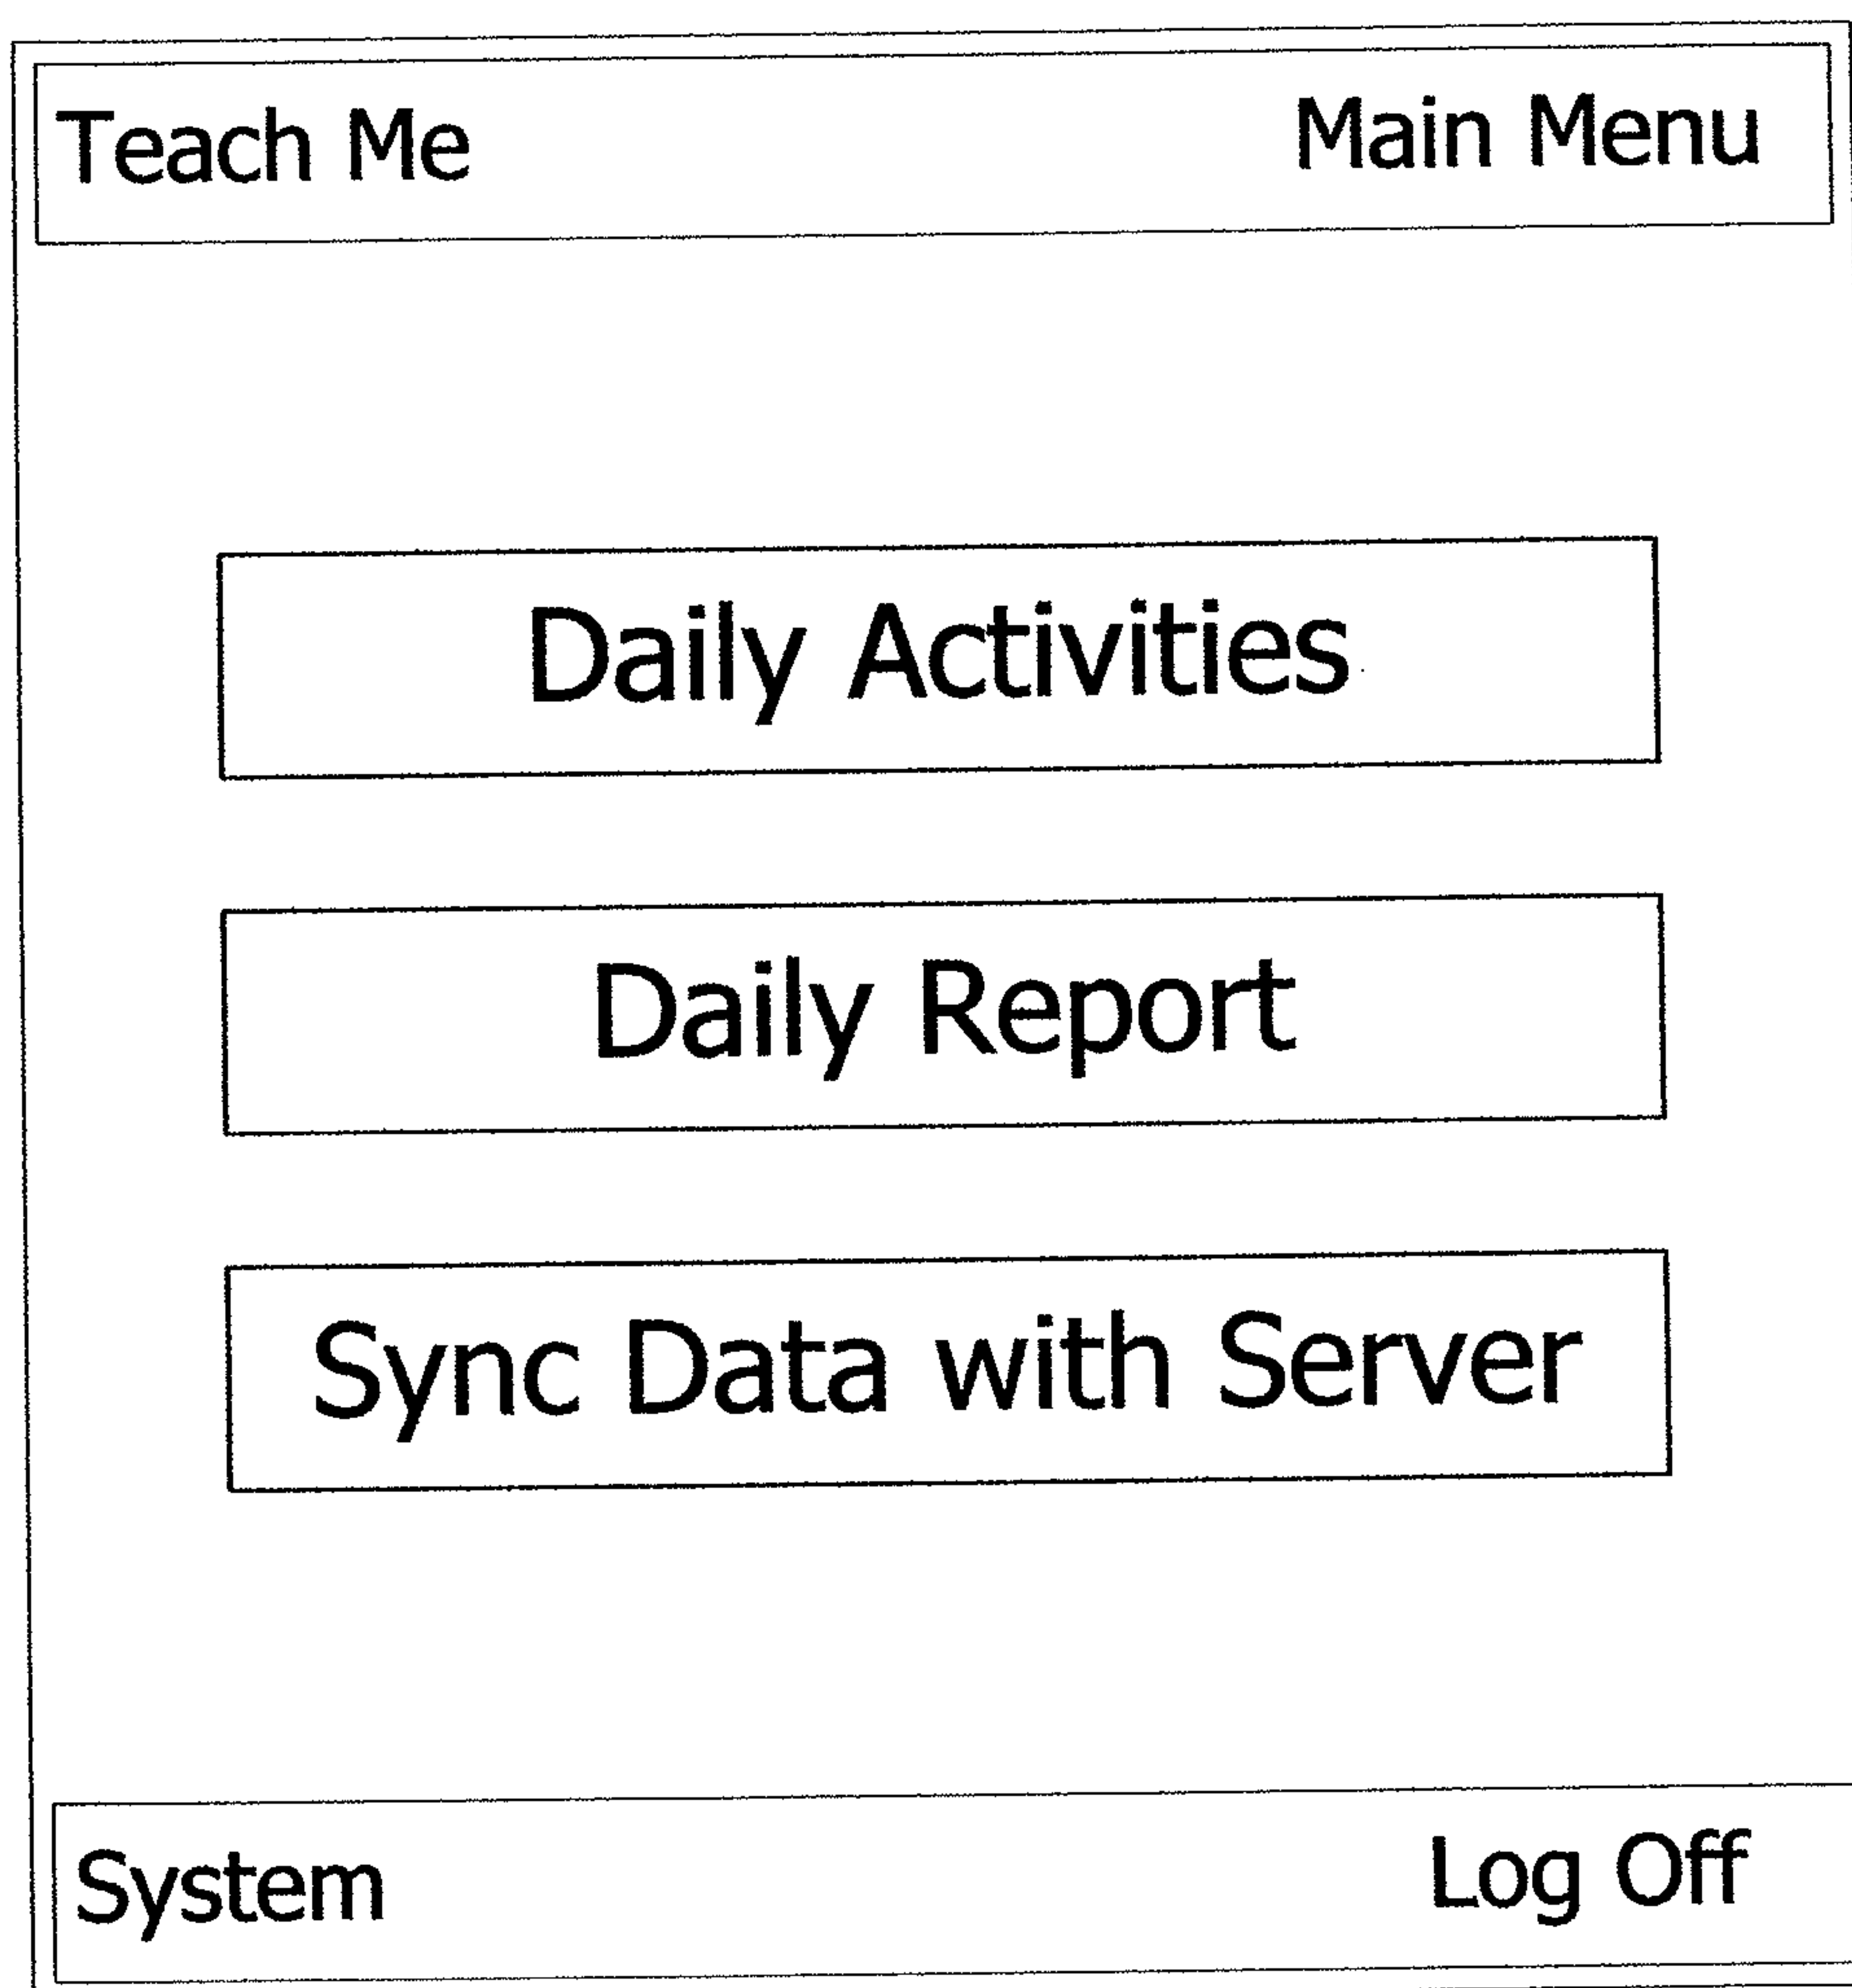 Teach Me Main Menu
Daily Activities
Daily Report
Sync Data with Server
System Log Off